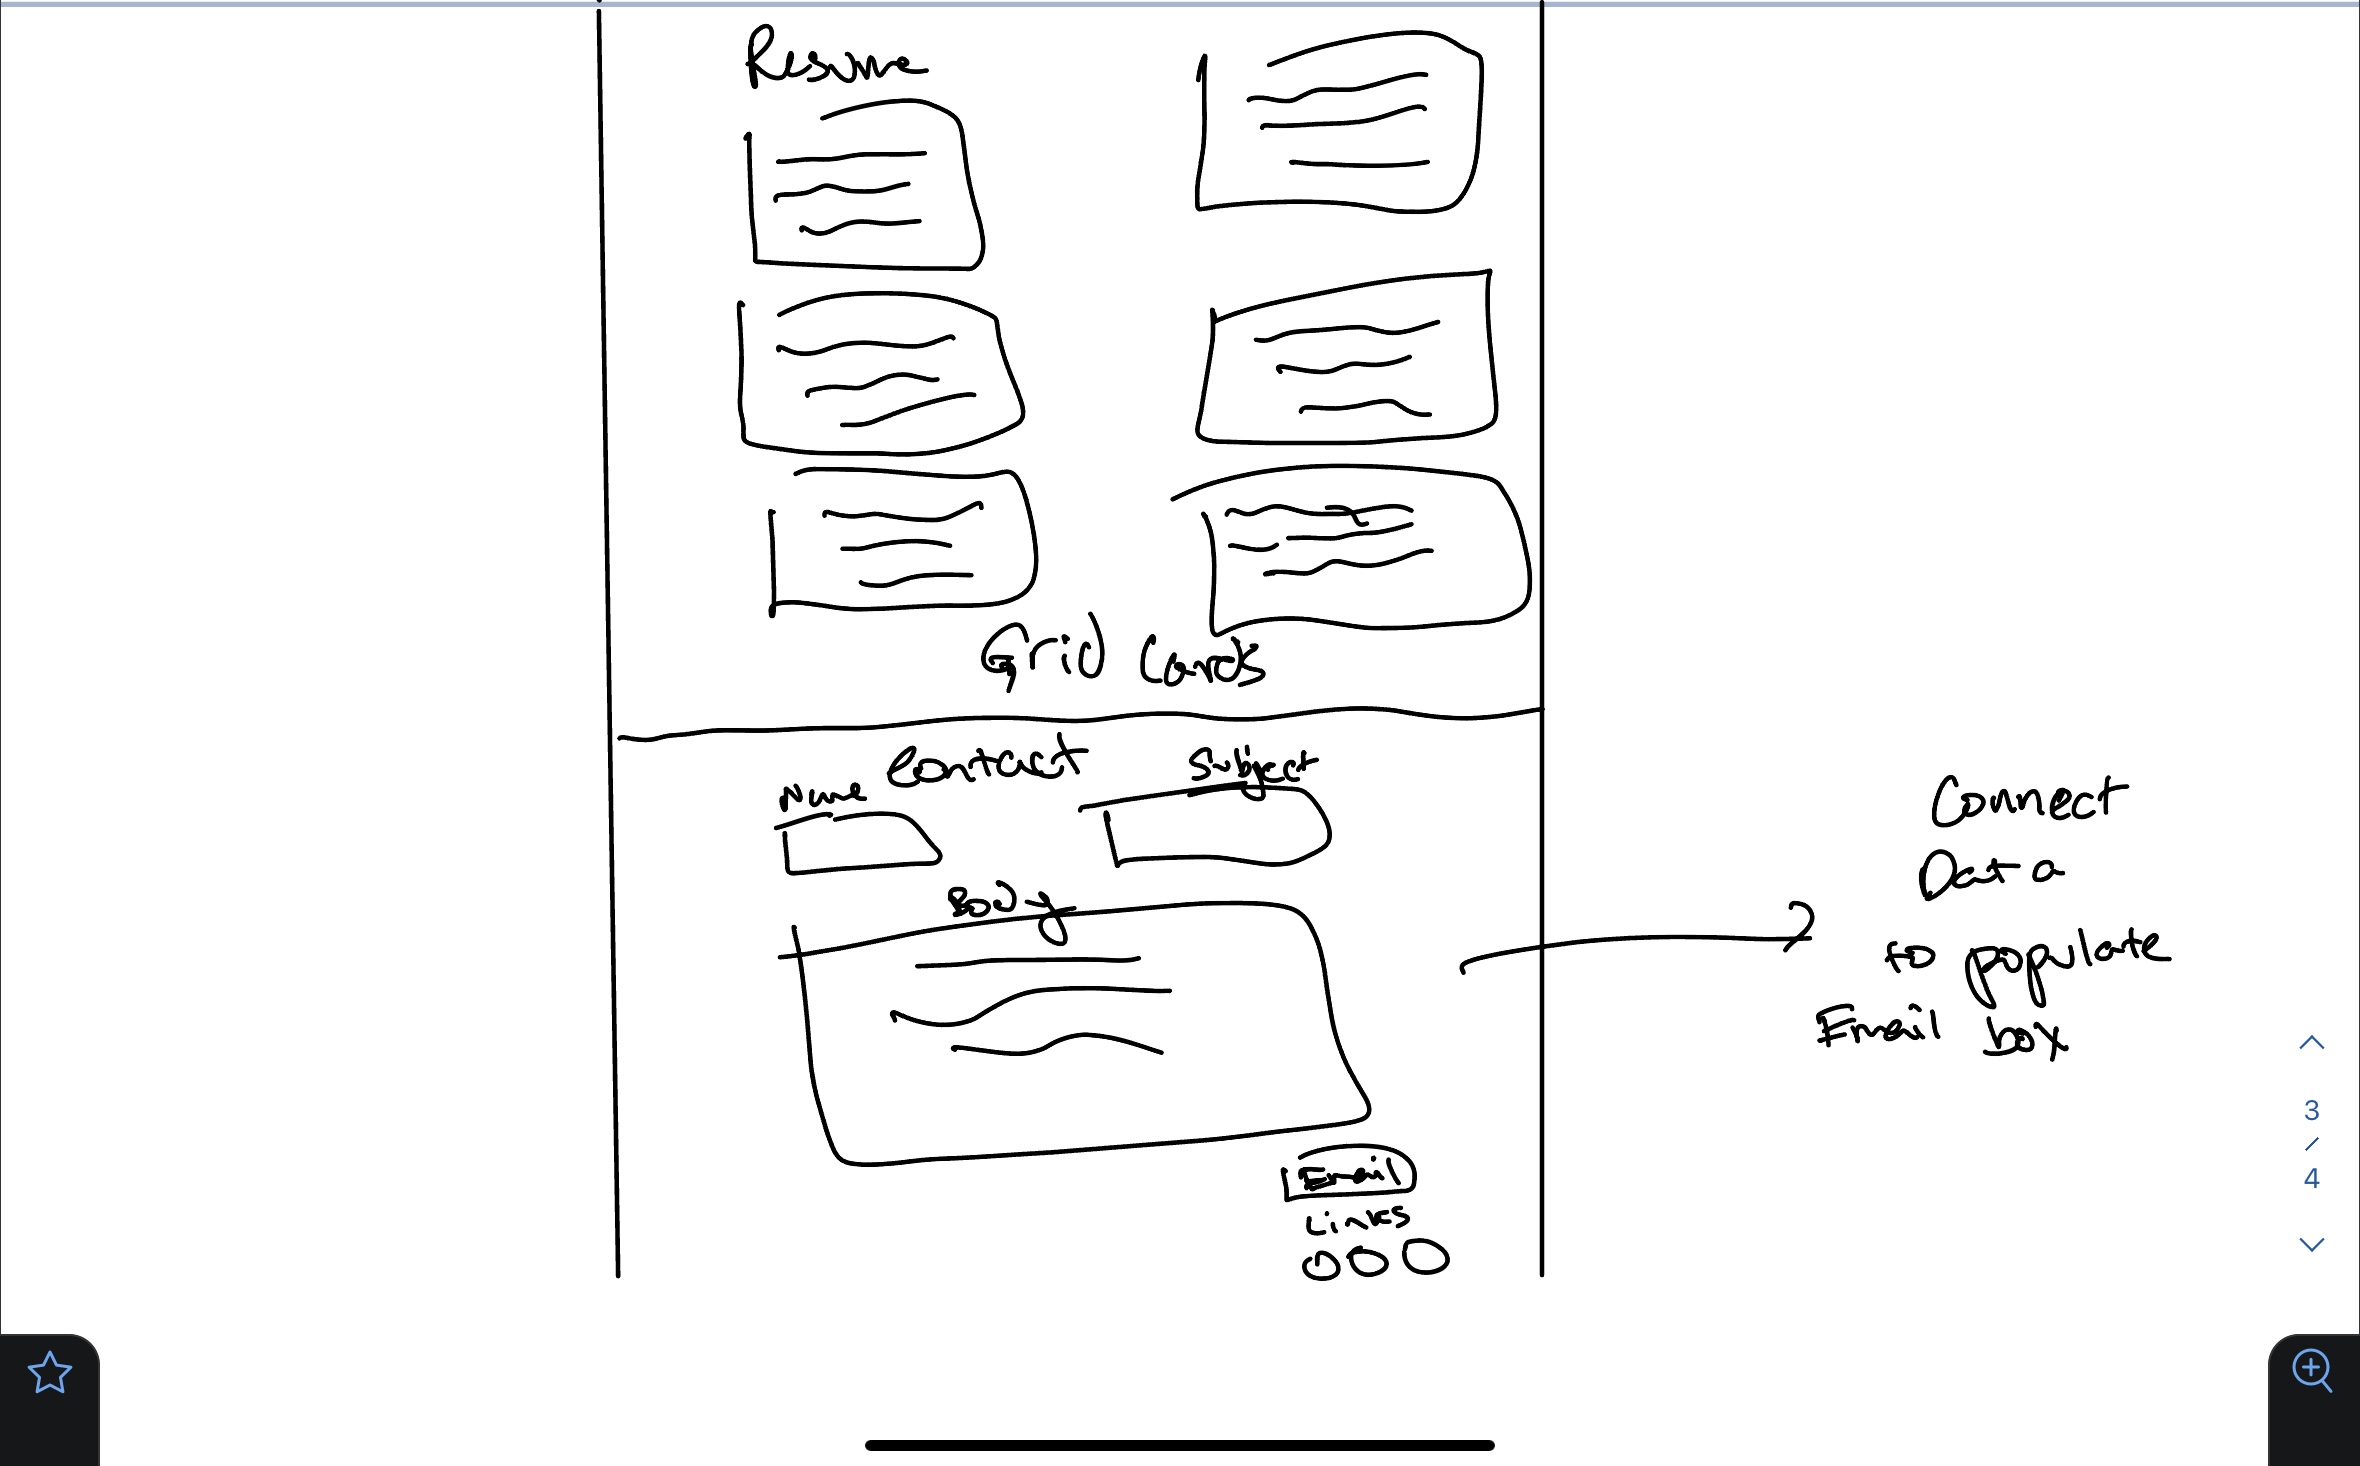 Resume
Grid Cards
Contact
Name
Subject
Body
Email
Links
Connect
Data
to populate
Email box
3
/
4